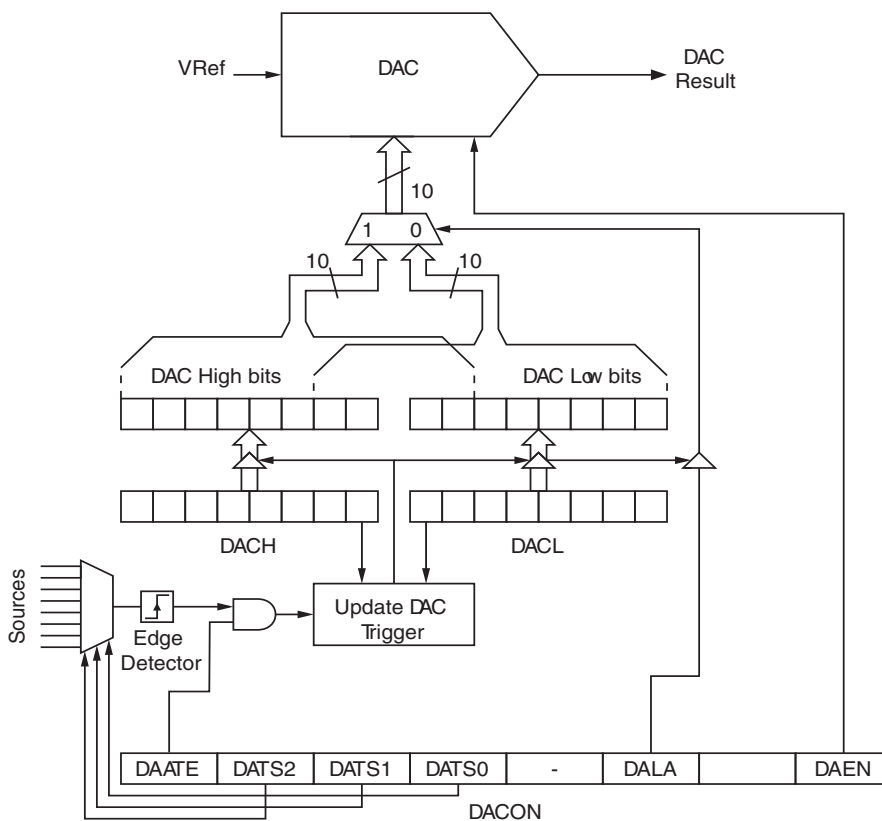 VRef
DAC
DAC
Result
10
1 0
10
10
DAC High bits
DAC Low bits
DACH
DACL
Sources
Edge
Detector
Update DAC
Trigger
DAATE DATS2 DATS1 DATS0 - DALA DAEN
DACON